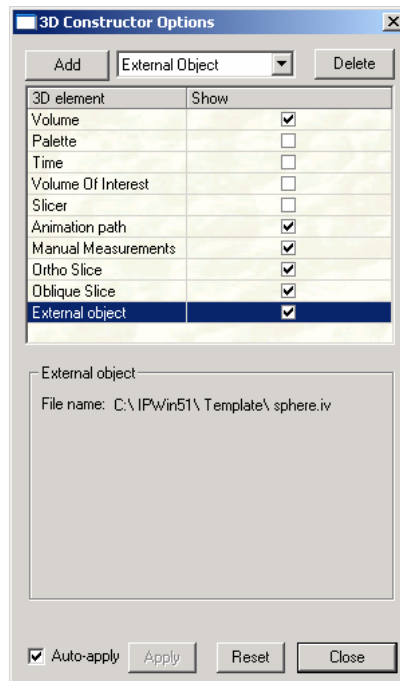 3D Constructor Options
Add External Object Delete
3D element Show
Volume
Palette
Time
Volume Of Interest
Slicer
Animation path
Manual Measurements
Ortho Slice
Oblique Slice
External object
External object
File name: C:\ IPWin51\ Template\ sphere.iv
Auto-apply Apply Reset Close